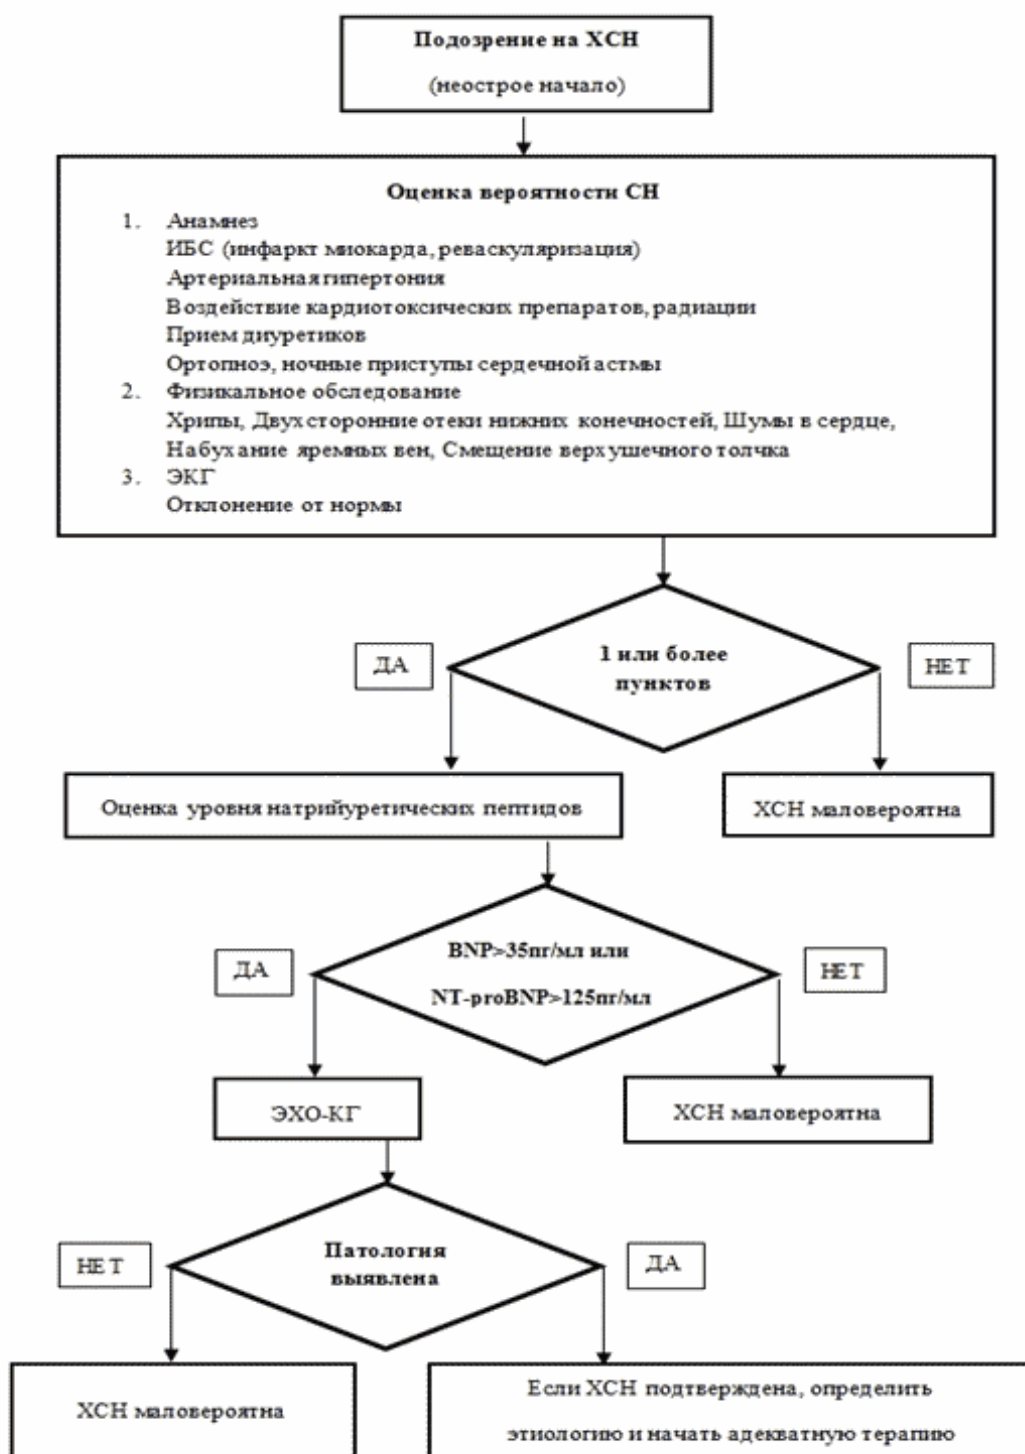 Подозрение на ХСН
(неострое начало)
Оценка вероятности СН
1. Анамнез
ИБС (инфаркт миокарда, реваскуляризация)
Артериальная гипертония
Воздействие кардиотоксических препаратов, радиации
Прием диуретиков
Ортопноэ, ночные приступы сердечной астмы
2. Физикальное обследование
Хрипы, Двухсторонние отеки нижних конечностей, Шумы в сердце,
Набухание яремных вен, Смещение верхушечного толчка
3. ЭКГ
Отклонение от нормы
ДА
1 или более
пунктов
НЕТ
Оценка уровня натрийуретических пептидов
ХСН маловероятна
ДА
BNP>35пг/мл или
NT-proBNP>125пг/мл
НЕТ
ЭХО-КГ
ХСН маловероятна
НЕТ
Патология
выявлена
ДА
ХСН маловероятна
Если ХСН подтверждена, определить
этиологию и начать адекватную терапию